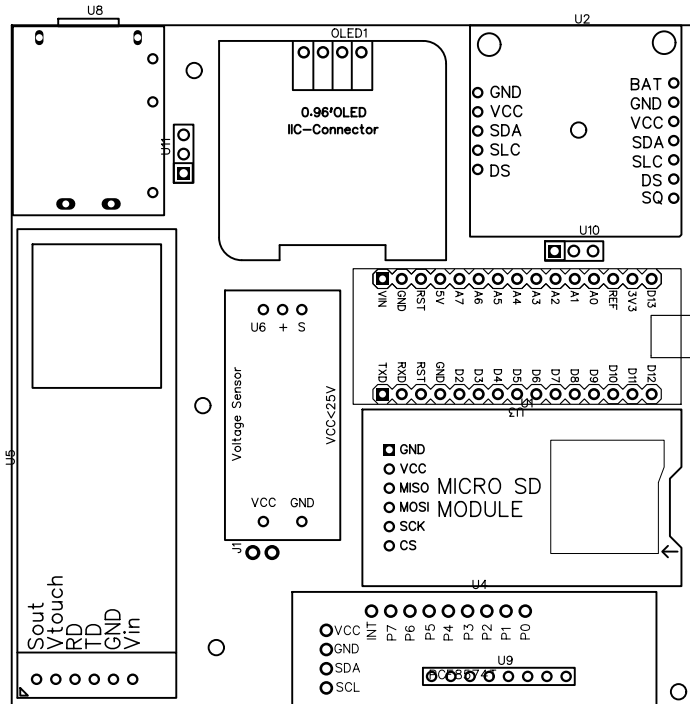 U8
U11
OLED1
0.96'OLED
IIC-Connector
U2
GND
VCC
SDA
SLC
DS
BAT
GND
VCC
SDA
SLC
DS
SQ
U10
VIN GND RST 5V A7 A6 A5 A4 A3 A2 A1 A0 REF 3V3 D13
TXD RXD RST GND D2 D3 D4 D5 D6 D7 D8 D9 D10 D11 D12
U1
U3
U6 + S
Voltage Sensor
VCC<25V
VCC GND
J1
GND
VCC
MISO
MOSI
SCK
CS
MICRO SD
MODULE
U5
Sout
Vtouch
RD
TD
GND
Vin
U4
INT P7 P6 P5 P4 P3 P2 P1 P0
VCC
GND
SDA
SCL
U9
PCF8574T